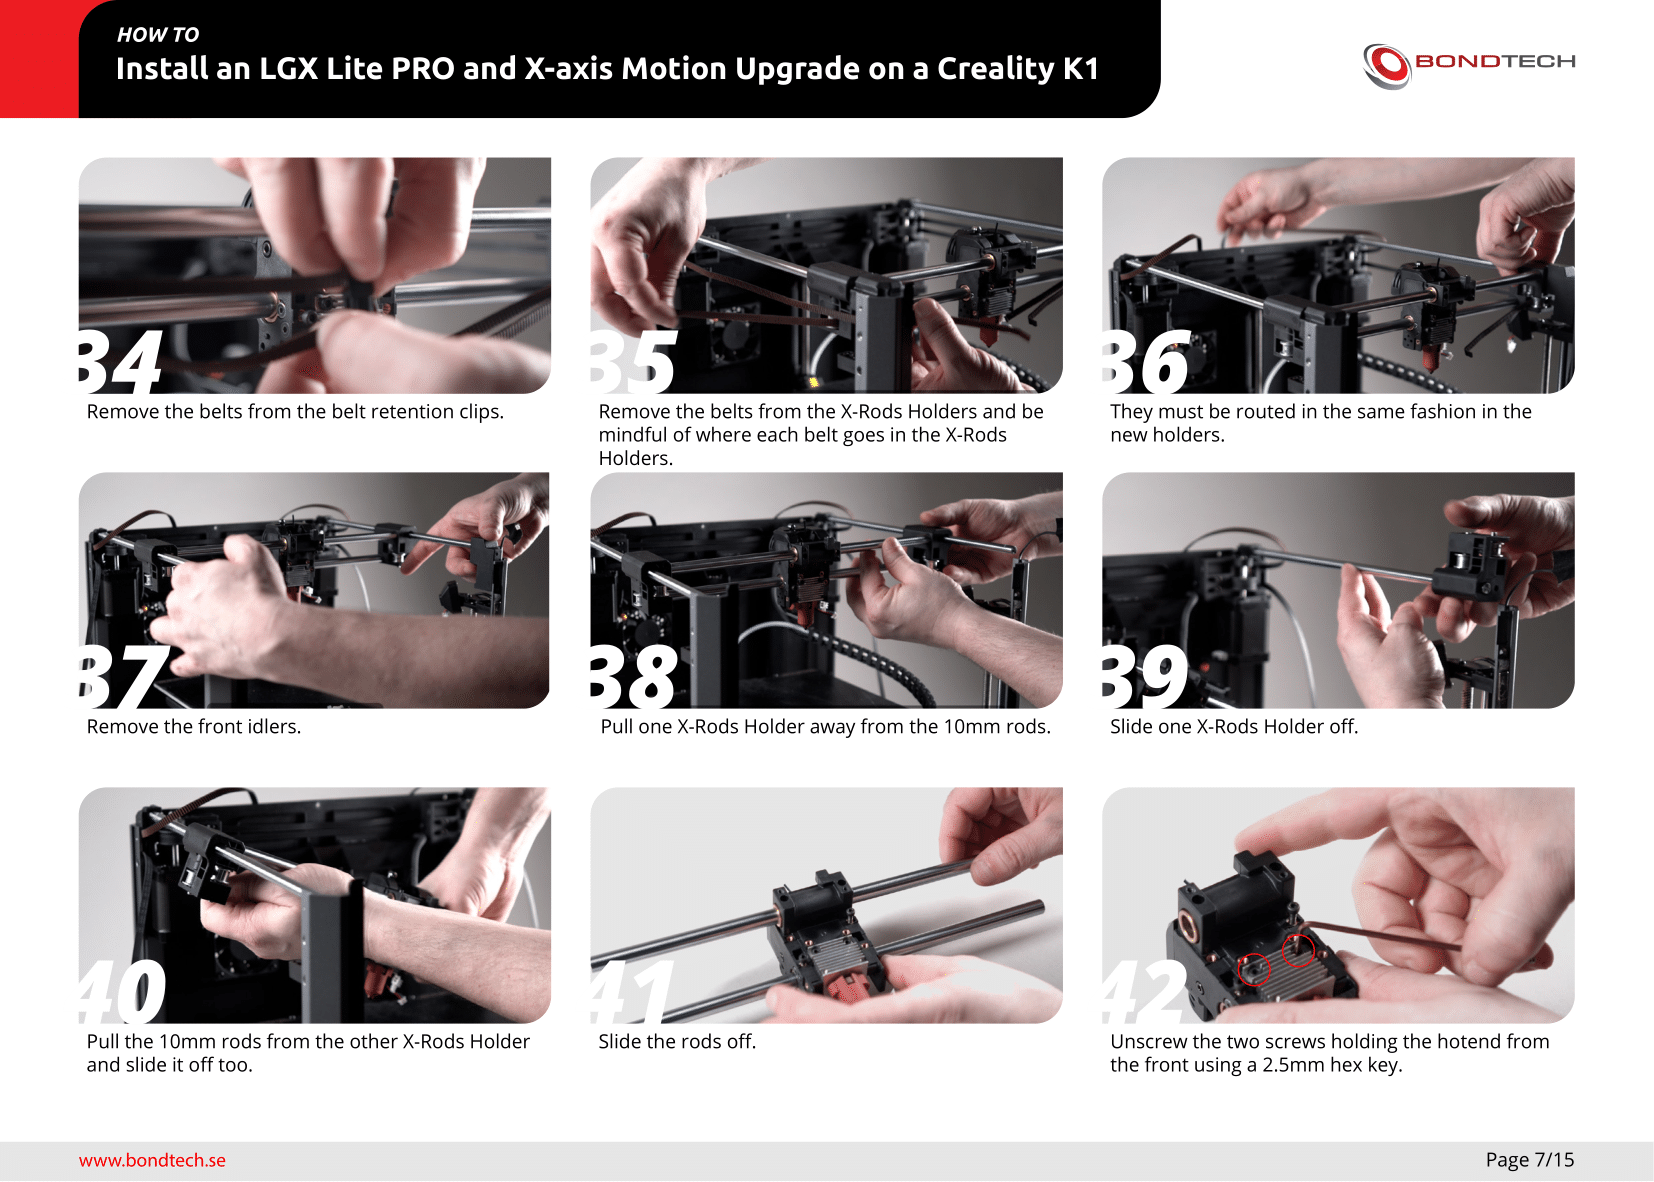 HOW TO
Install an LGX Lite PRO and X-axis Motion Upgrade on a Creality K1
BONDTECH
34
Remove the belts from the belt retention clips.
35
Remove the belts from the X-Rods Holders and be
mindful of where each belt goes in the X-Rods
Holders.
36
They must be routed in the same fashion in the
new holders.
37
Remove the front idlers.
38
Pull one X-Rods Holder away from the 10mm rods.
39
Slide one X-Rods Holder off.
40
Pull the 10mm rods from the other X-Rods Holder
and slide it off too.
41
Slide the rods off.
42
Unscrew the two screws holding the hotend from
the front using a 2.5mm hex key.
www.bondtech.se
Page 7/15